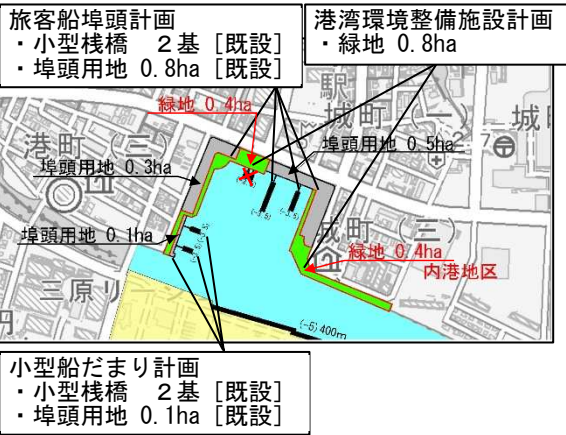 旅客船埠頭計画
・小型桟橋 2基［既設］
・埠頭用地 0.8ha［既設］
港湾環境整備施設計画
・緑地 0.8ha
駅
緑地 0.4ha
城町（一）
城
港町（三）
埠頭用地 0.5ha
埠頭用地 0.3ha
(-3.5)
(-3.5)
埠頭用地 0.1ha
城町（三）
緑地 0.4ha
内港地区
三原リ
(-5)400m
円
小型船だまり計画
・小型桟橋 2基［既設］
・埠頭用地 0.1ha［既設］